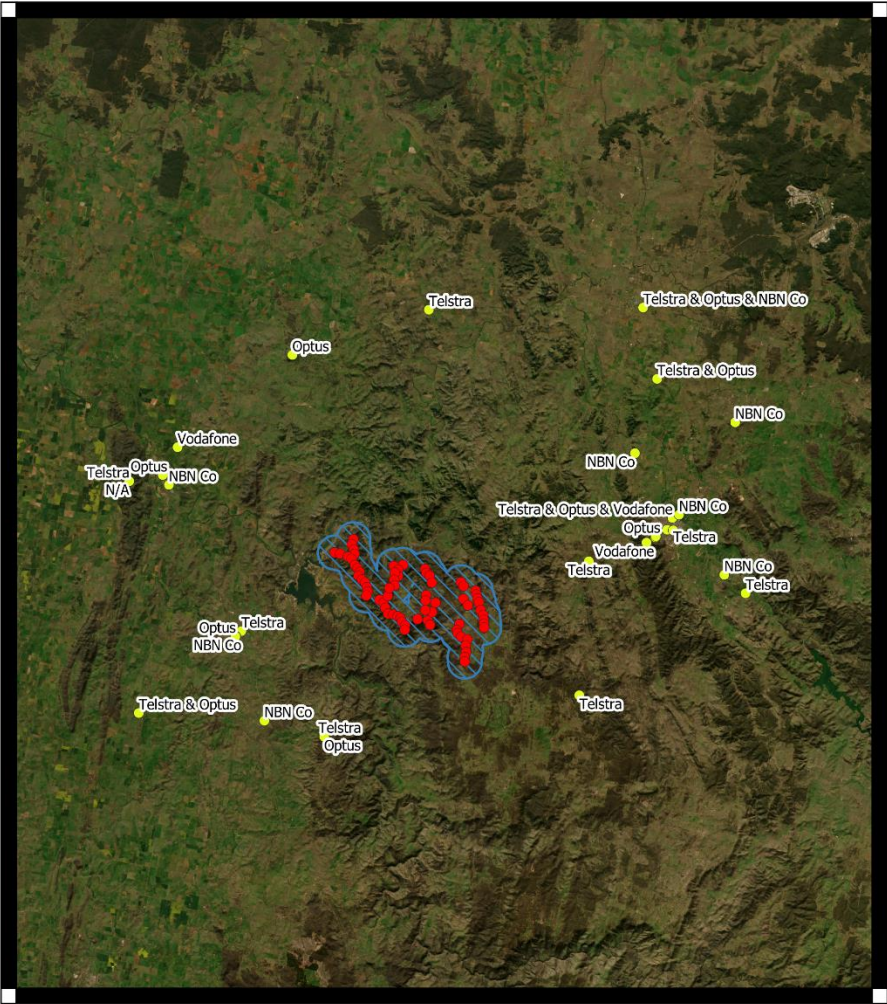 Telstra
Telstra & Optus & NBN Co
Optus
Telstra & Optus
NBN Co
Vodafone
NBN Co
Optus
Telstra
NBN Co
N/A
Telstra & Optus & Vodafone
NBN Co
Optus
Telstra
Vodafone
Telstra
NBN Co
Telstra
Telstra
Optus
NBN Co
Telstra
Telstra & Optus
NBN Co
Telstra
Optus